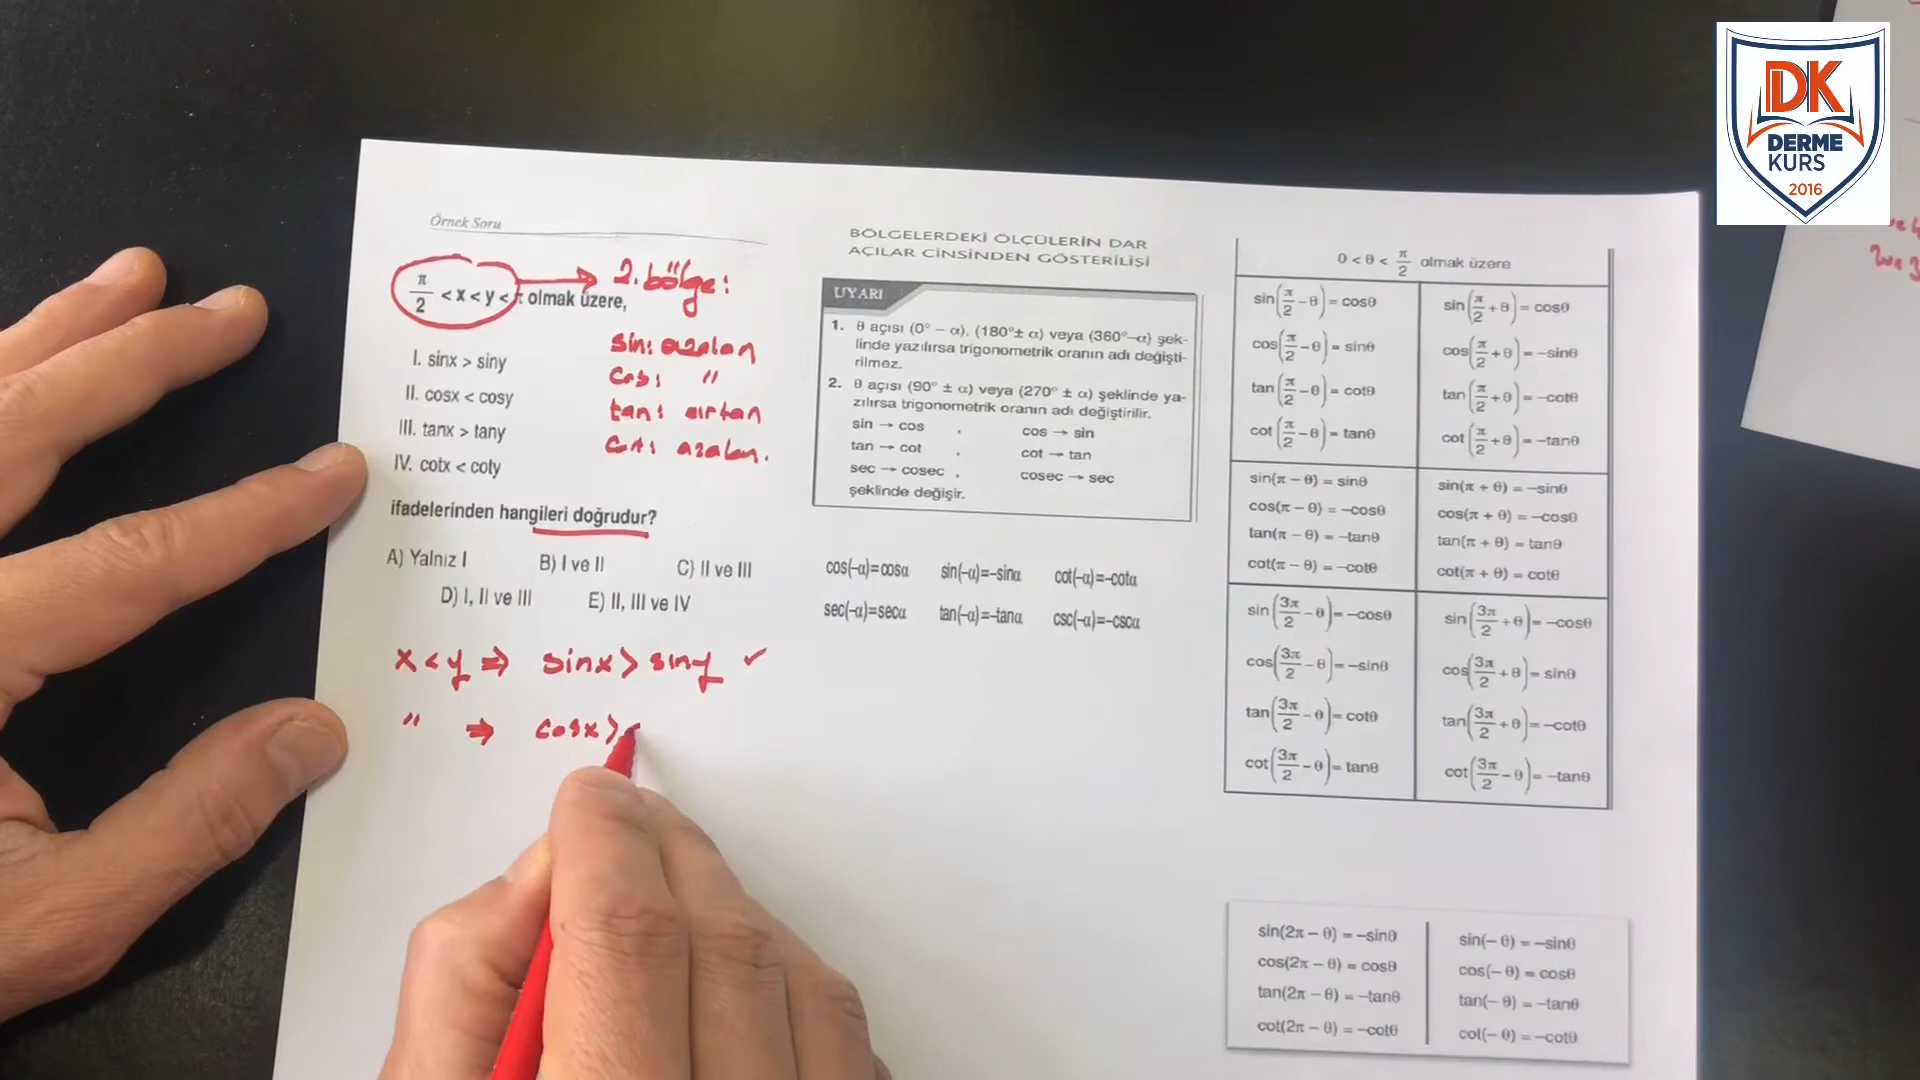 DK
DERME
KURS
2016
Örnek Soru
π/2 < x < y < π olmak üzere,
2. bölge:
I. sinx > siny
II. cosx < cosy
III. tanx > tany
IV. cotx < coty
sin: azalan
cos: "
tan: artan
cot: azalan.
ifadelerinden hangileri doğrudur?
A) Yalnız I B) I ve II C) II ve III
D) I, II ve III E) II, III ve IV
x < y ⇒ sinx > siny ✓
" ⇒ cosx > c
BÖLGELERDEKİ ÖLÇÜLERİN DAR
AÇILAR CİNSİNDEN GÖSTERİLİŞİ
UYARI
1. θ açısı (0° − α), (180°± α) veya (360°−α) şek-
linde yazılırsa trigonometrik oranın adı değişti-
rilmez.
2. θ açısı (90° ± α) veya (270° ± α) şeklinde ya-
zılırsa trigonometrik oranın adı değiştirilir.
sin → cos , cos → sin
tan → cot , cot → tan
sec → cosec , cosec → sec
şeklinde değişir.
cos(-α)=cosα sin(-α)=-sinα cot(-α)=-cotα
sec(-α)=secα tan(-α)=-tanα csc(-α)=-cscα
0 < θ < π/2 olmak üzere
sin(π/2 − θ) = cosθ sin(π/2 + θ) = cosθ
cos(π/2 − θ) = sinθ cos(π/2 + θ) = −sinθ
tan(π/2 − θ) = cotθ tan(π/2 + θ) = −cotθ
cot(π/2 − θ) = tanθ cot(π/2 + θ) = −tanθ
sin(π − θ) = sinθ sin(π + θ) = −sinθ
cos(π − θ) = −cosθ cos(π + θ) = −cosθ
tan(π − θ) = −tanθ tan(π + θ) = tanθ
cot(π − θ) = −cotθ cot(π + θ) = cotθ
sin(3π/2 − θ) = −cosθ sin(3π/2 + θ) = −cosθ
cos(3π/2 − θ) = −sinθ cos(3π/2 + θ) = sinθ
tan(3π/2 − θ) = cotθ tan(3π/2 + θ) = −cotθ
cot(3π/2 − θ) = tanθ cot(3π/2 − θ) = −tanθ
sin(2π − θ) = −sinθ sin(− θ) = −sinθ
cos(2π − θ) = cosθ cos(− θ) = cosθ
tan(2π − θ) = −tanθ tan(− θ) = −tanθ
cot(2π − θ) = −cotθ cot(− θ) = −cotθ